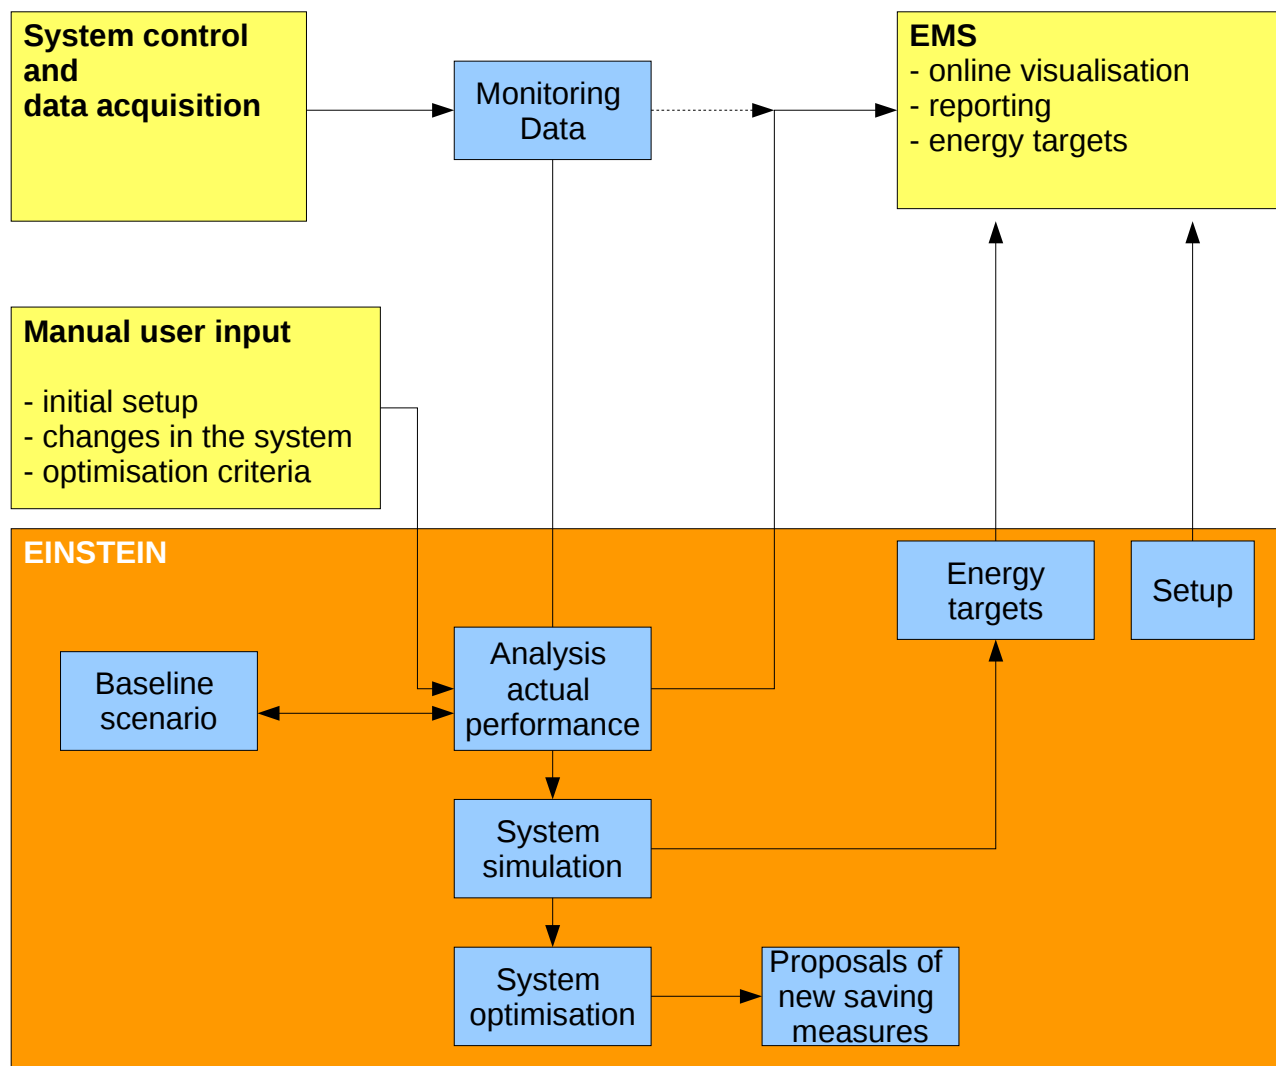 System control
and
data acquisition
Monitoring
Data
EMS
- online visualisation
- reporting
- energy targets
Manual user input
- initial setup
- changes in the system
- optimisation criteria
EINSTEIN
Energy
targets
Setup
Baseline
scenario
Analysis
actual
performance
System
simulation
System
optimisation
Proposals of
new saving
measures